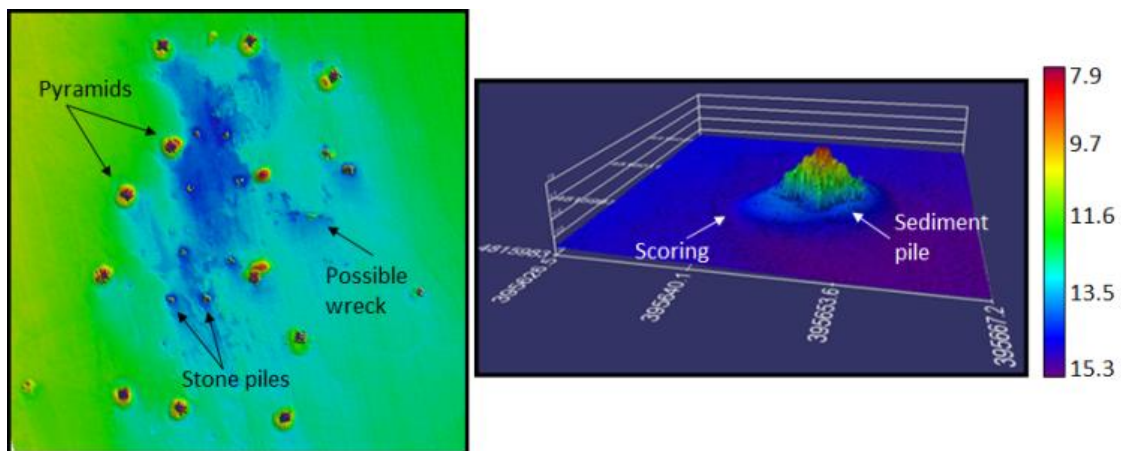 Pyramids
Possible
wreck
Stone piles
Scoring
Sediment
pile
395640.1
395653.6
395667.2
7.9
9.7
11.6
13.5
15.3